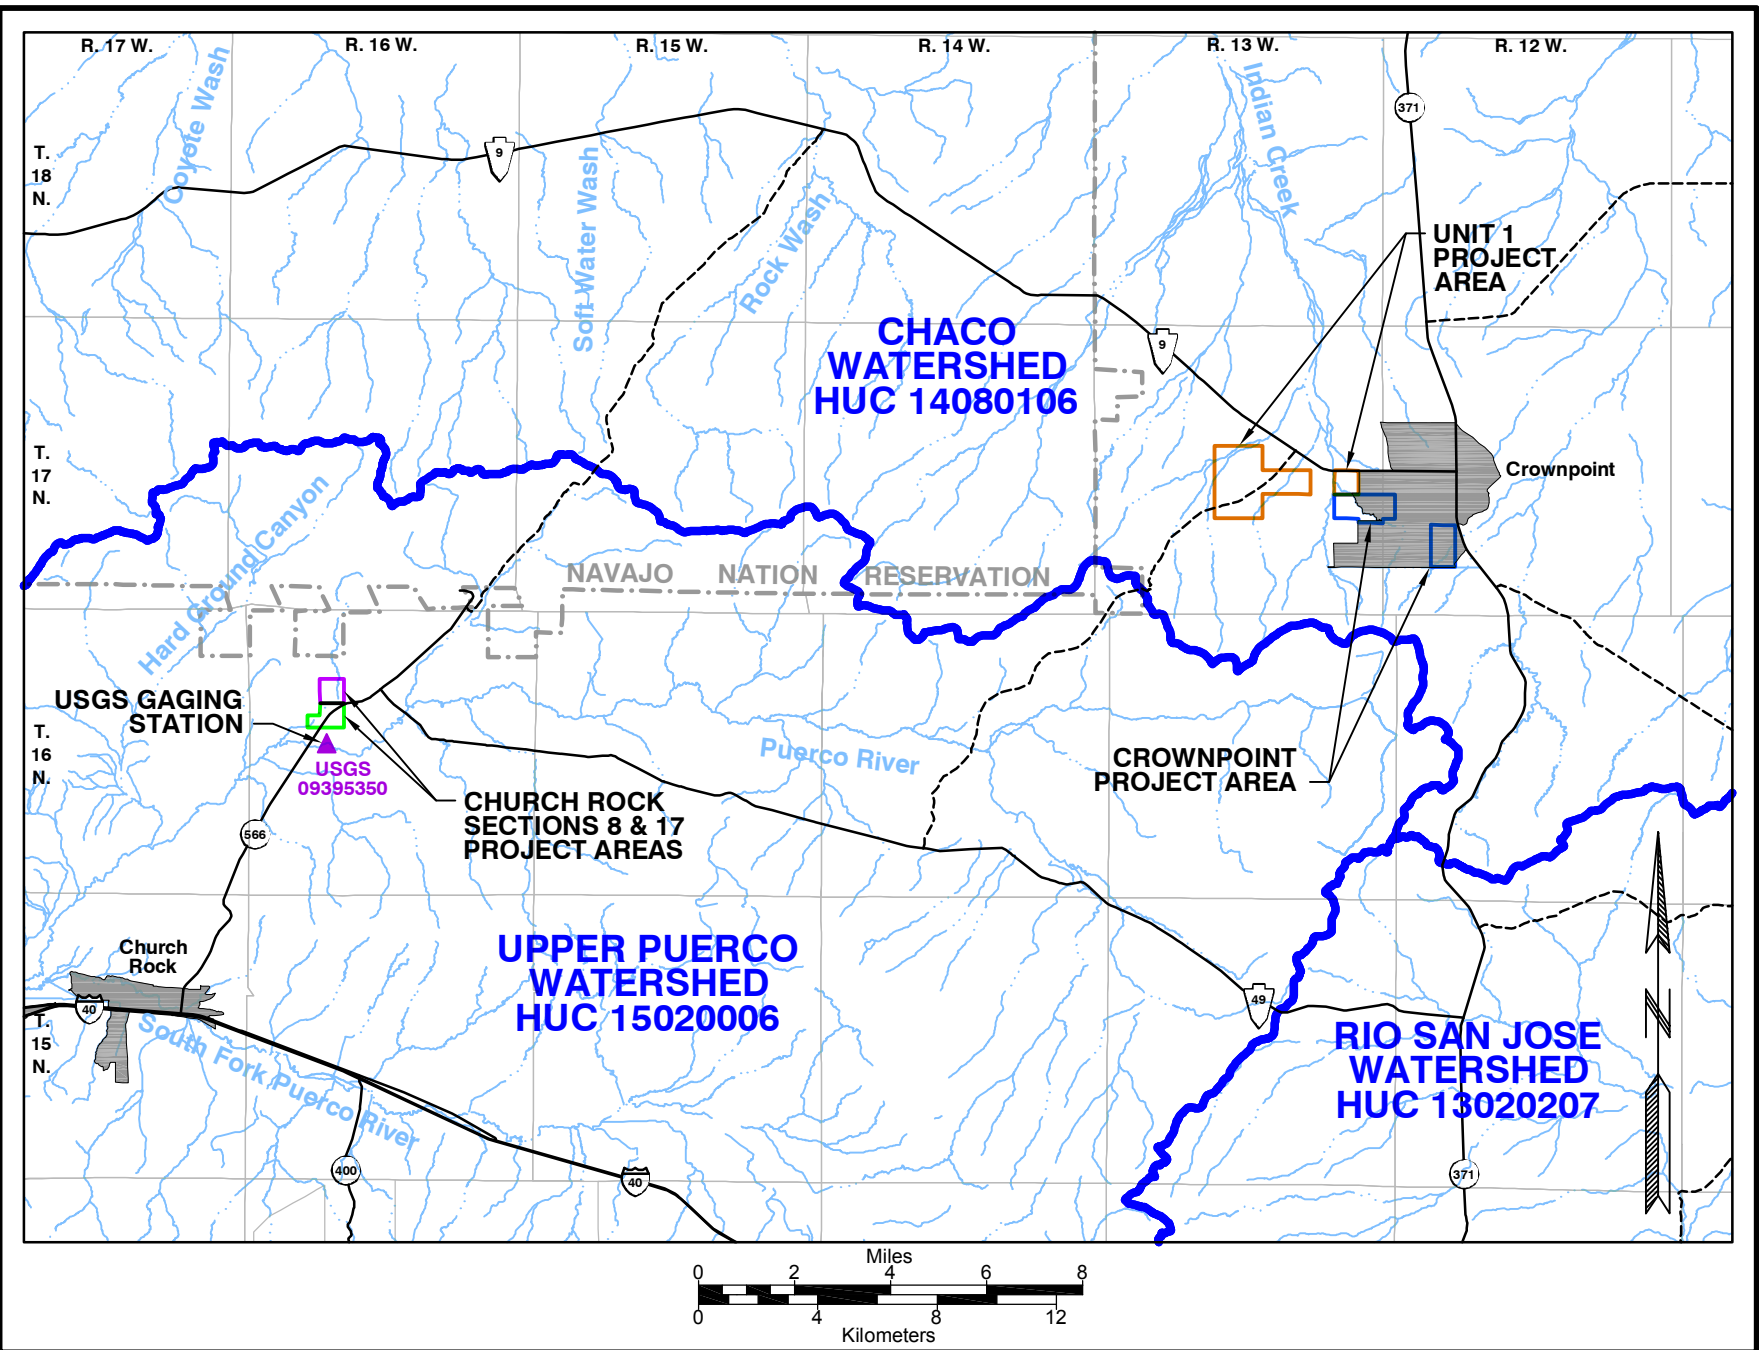 R. 17 W.
R. 16 W.
R. 15 W.
R. 14 W.
R. 13 W.
R. 12 W.
T.
18
N.
Coyote Wash
9
Soft Water Wash
Rock Wash
Indian Creek
371
UNIT 1
PROJECT
AREA
CHACO
WATERSHED
HUC 14080106
9
T.
17
N.
Crownpoint
Hard Ground Canyon
NAVAJO NATION RESERVATION
USGS GAGING
STATION
USGS
09395350
T.
16
N.
CHURCH ROCK
SECTIONS 8 & 17
PROJECT AREAS
Puerco River
CROWNPOINT
PROJECT AREA
566
Church
Rock
UPPER PUERCO
WATERSHED
HUC 15020006
40
49
T.
15
N.
South Fork Puerco River
RIO SAN JOSE
WATERSHED
HUC 13020207
N
400
40
371
Miles
0 2 4 6 8
0 4 8 12
Kilometers